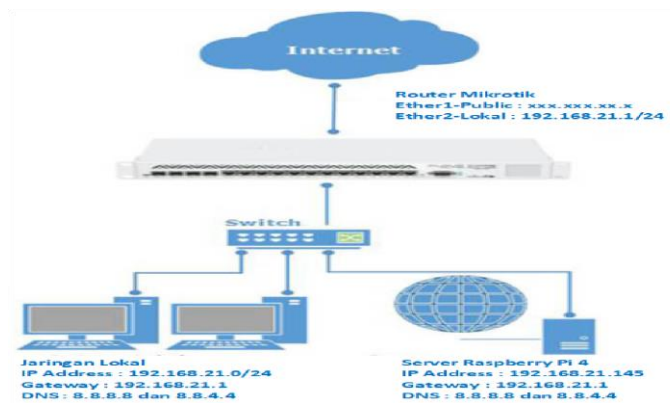 Internet
Router Mikrotik
Ether1-Public : xxx.xxx.xx.x
Ether2-Lokal : 192.168.21.1/24
Switch
Jaringan Lokal
IP Address : 192.168.21.0/24
Gateway : 192.168.21.1
DNS : 8.8.8.8 dan 8.8.4.4
Server Raspberry Pi 4
IP Address : 192.168.21.145
Gateway : 192.168.21.1
DNS : 8.8.8.8 dan 8.8.4.4